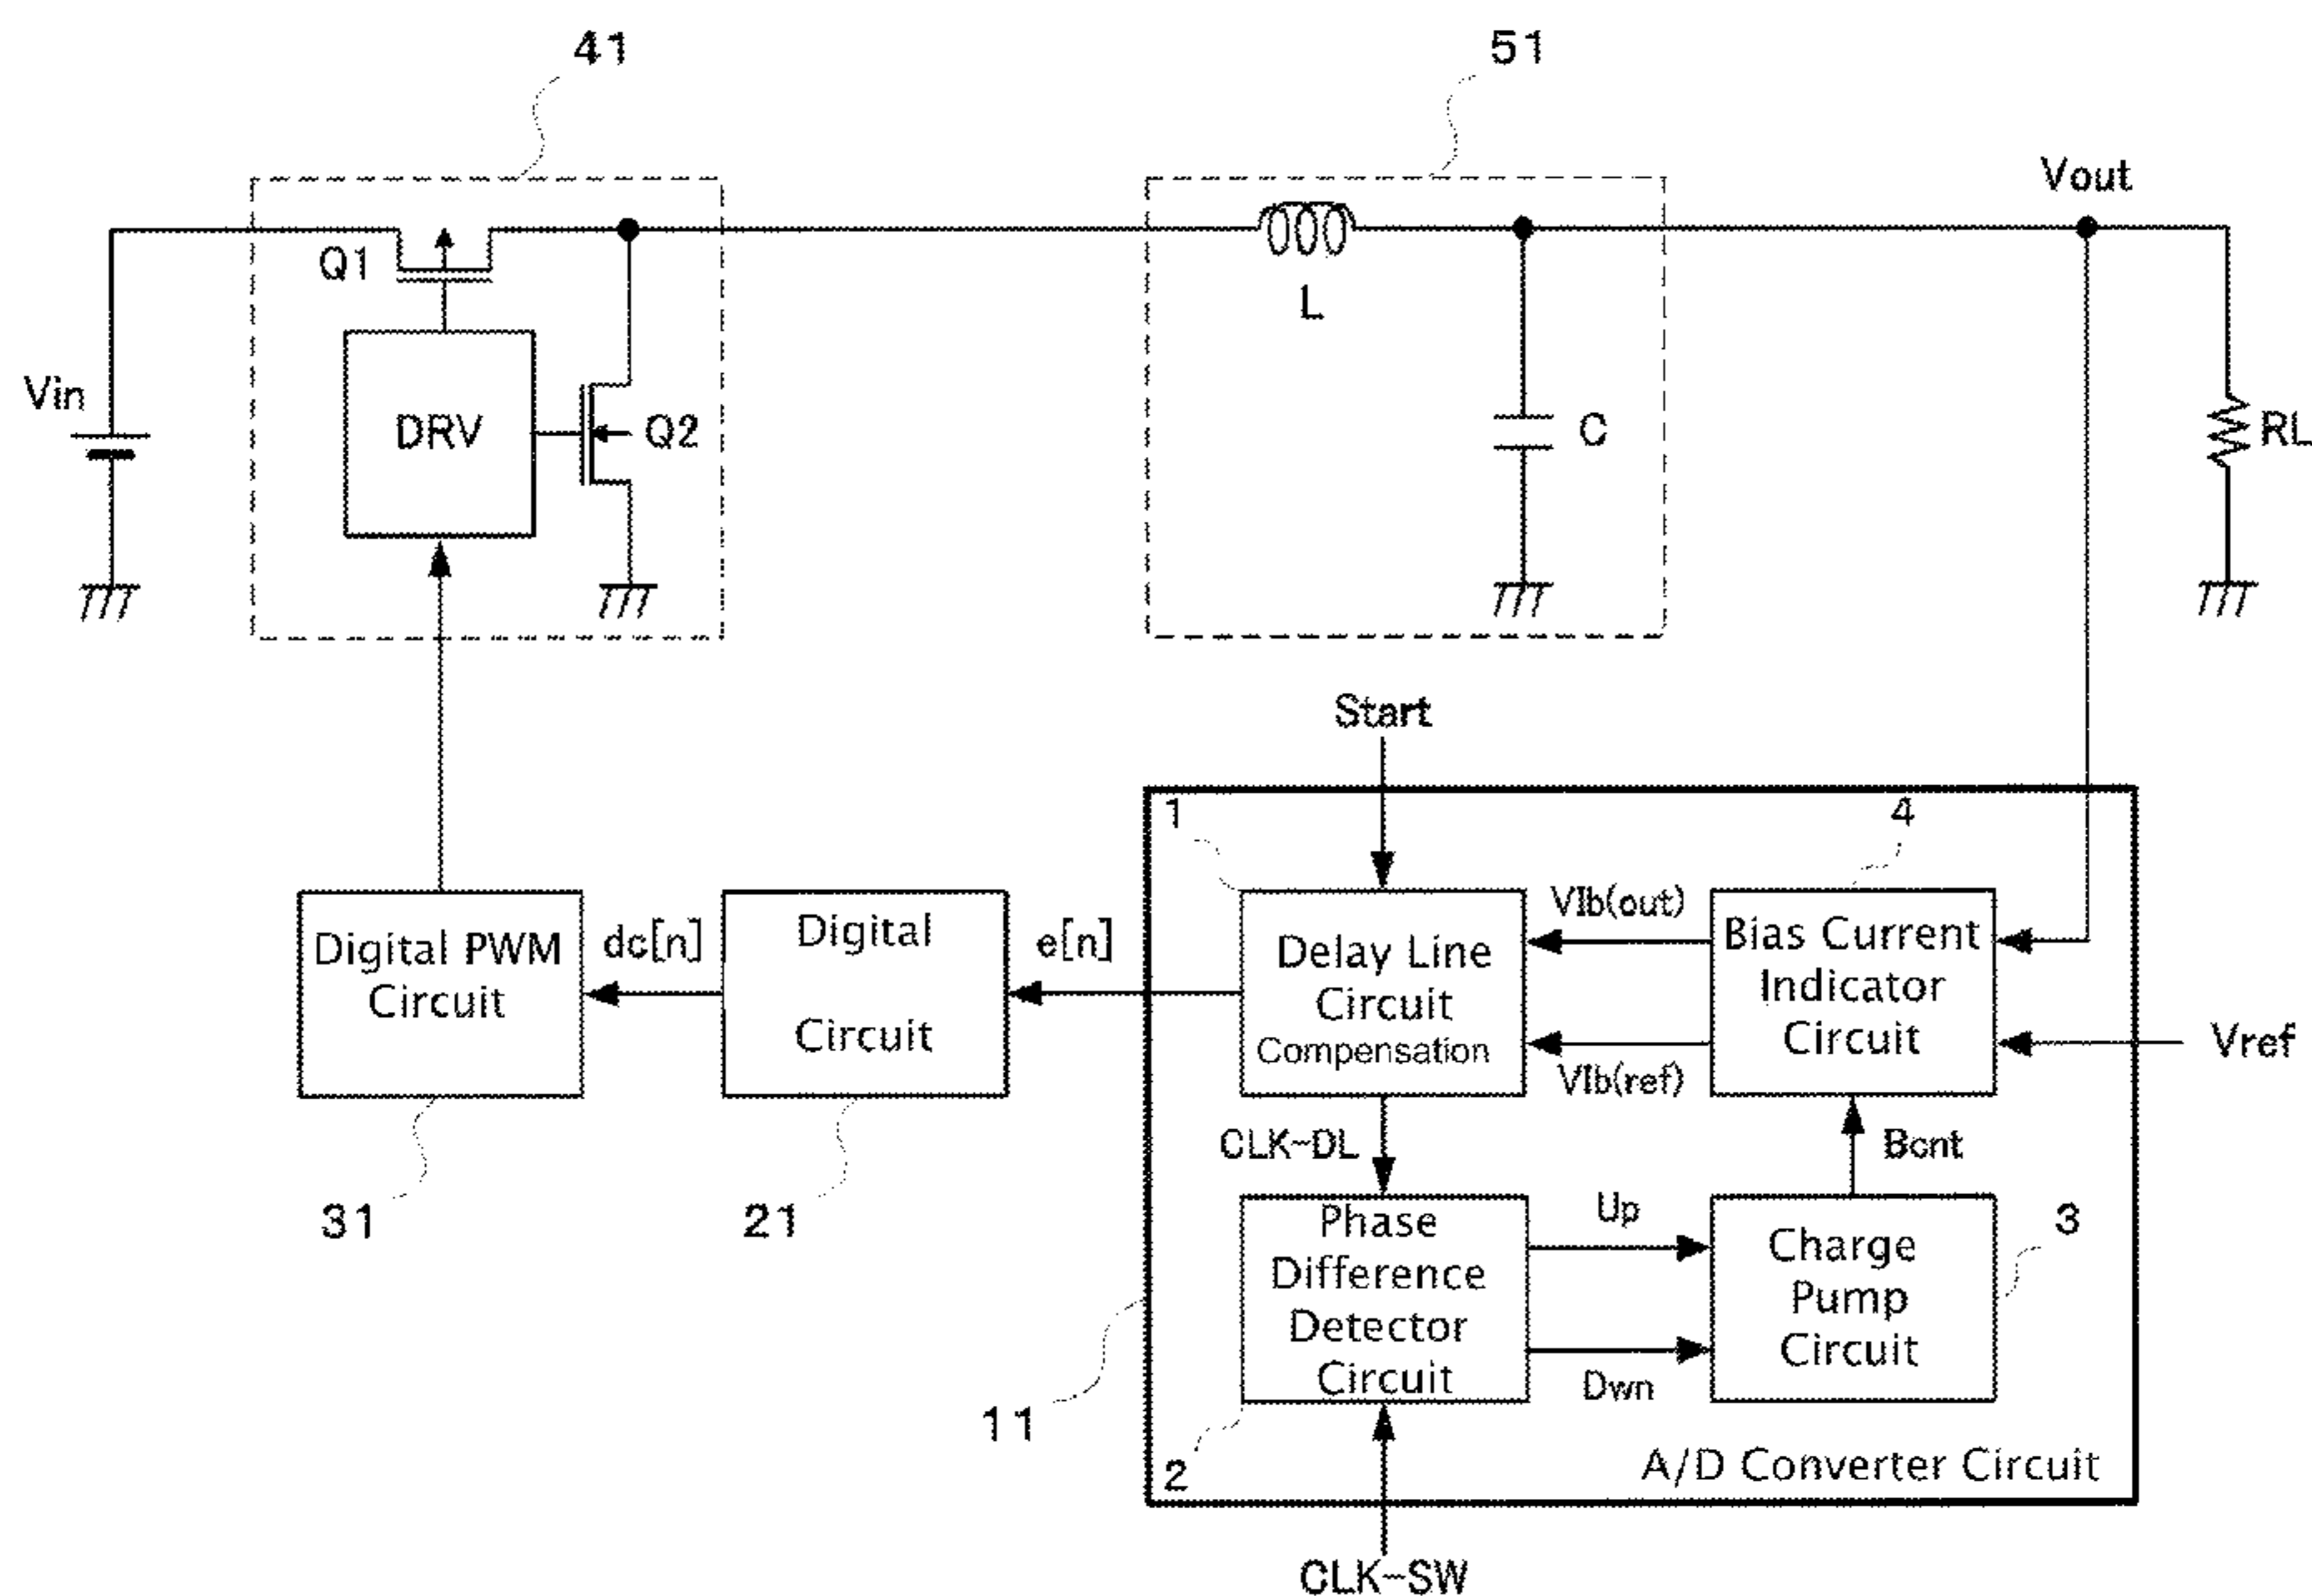 41
51
Vout
Q1
L
Vin
DRV
Q2
C
RL
Start
1
4
Digital PWM
Circuit
dc[n]
Digital
Circuit
e[n]
Delay Line
Circuit
Compensation
VIb(out)
VIb(ref)
Bias Current
Indicator
Circuit
Vref
31
21
CLK-DL
Bcnt
Phase
Difference
Detector
Circuit
Up
Dwn
Charge
Pump
Circuit
3
11
2
A/D Converter Circuit
CLK-SW